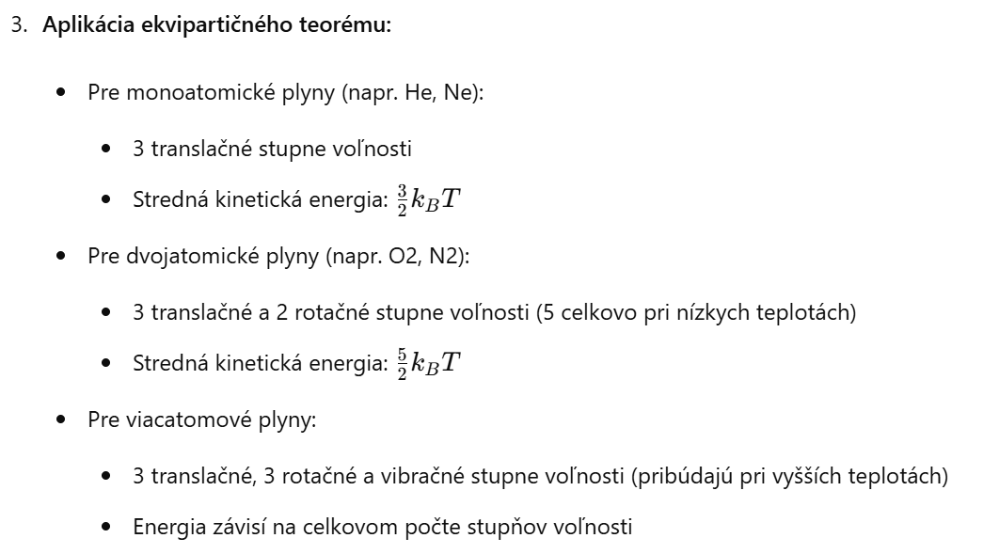 3. Aplikácia ekvipartičného teorému:
• Pre monoatomické plyny (napr. He, Ne):
• 3 translačné stupne voľnosti
• Stredná kinetická energia: $\frac{3}{2}k_BT$
• Pre dvojatomické plyny (napr. O2, N2):
• 3 translačné a 2 rotačné stupne voľnosti (5 celkovo pri nízkych teplotách)
• Stredná kinetická energia: $\frac{5}{2}k_BT$
• Pre viacatomové plyny:
• 3 translačné, 3 rotačné a vibračné stupne voľnosti (pribúdajú pri vyšších teplotách)
• Energia závisí na celkovom počte stupňov voľnosti